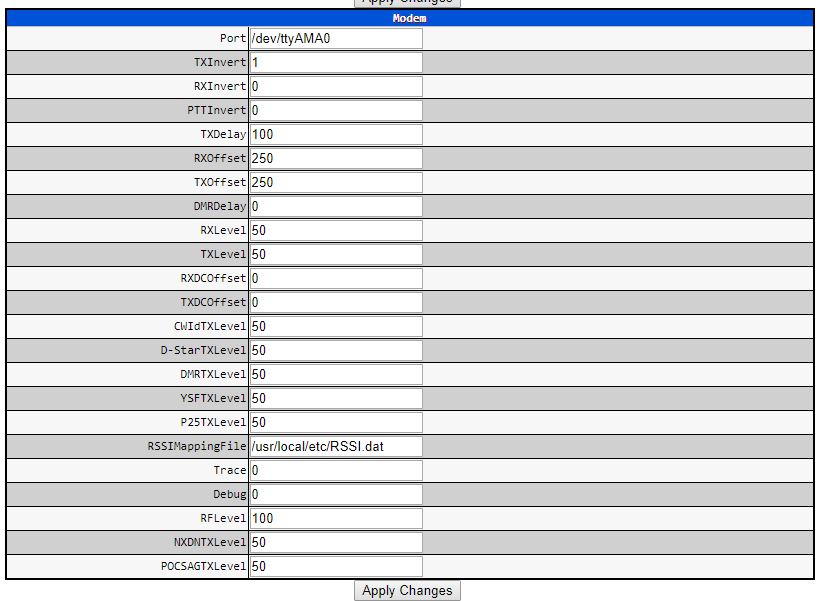 Apply Changes
Modem
Port /dev/ttyAMA0
TXInvert 1
RXInvert 0
PTTInvert 0
TXDelay 100
RXOffset 250
TXOffset 250
DMRDelay 0
RXLevel 50
TXLevel 50
RXDCOffset 0
TXDCOffset 0
CWIdTXLevel 50
D-StarTXLevel 50
DMRTXLevel 50
YSFTXLevel 50
P25TXLevel 50
RSSIMappingFile /usr/local/etc/RSSI.dat
Trace 0
Debug 0
RFLevel 100
NXDNTXLevel 50
POCSAGTXLevel 50
Apply Changes